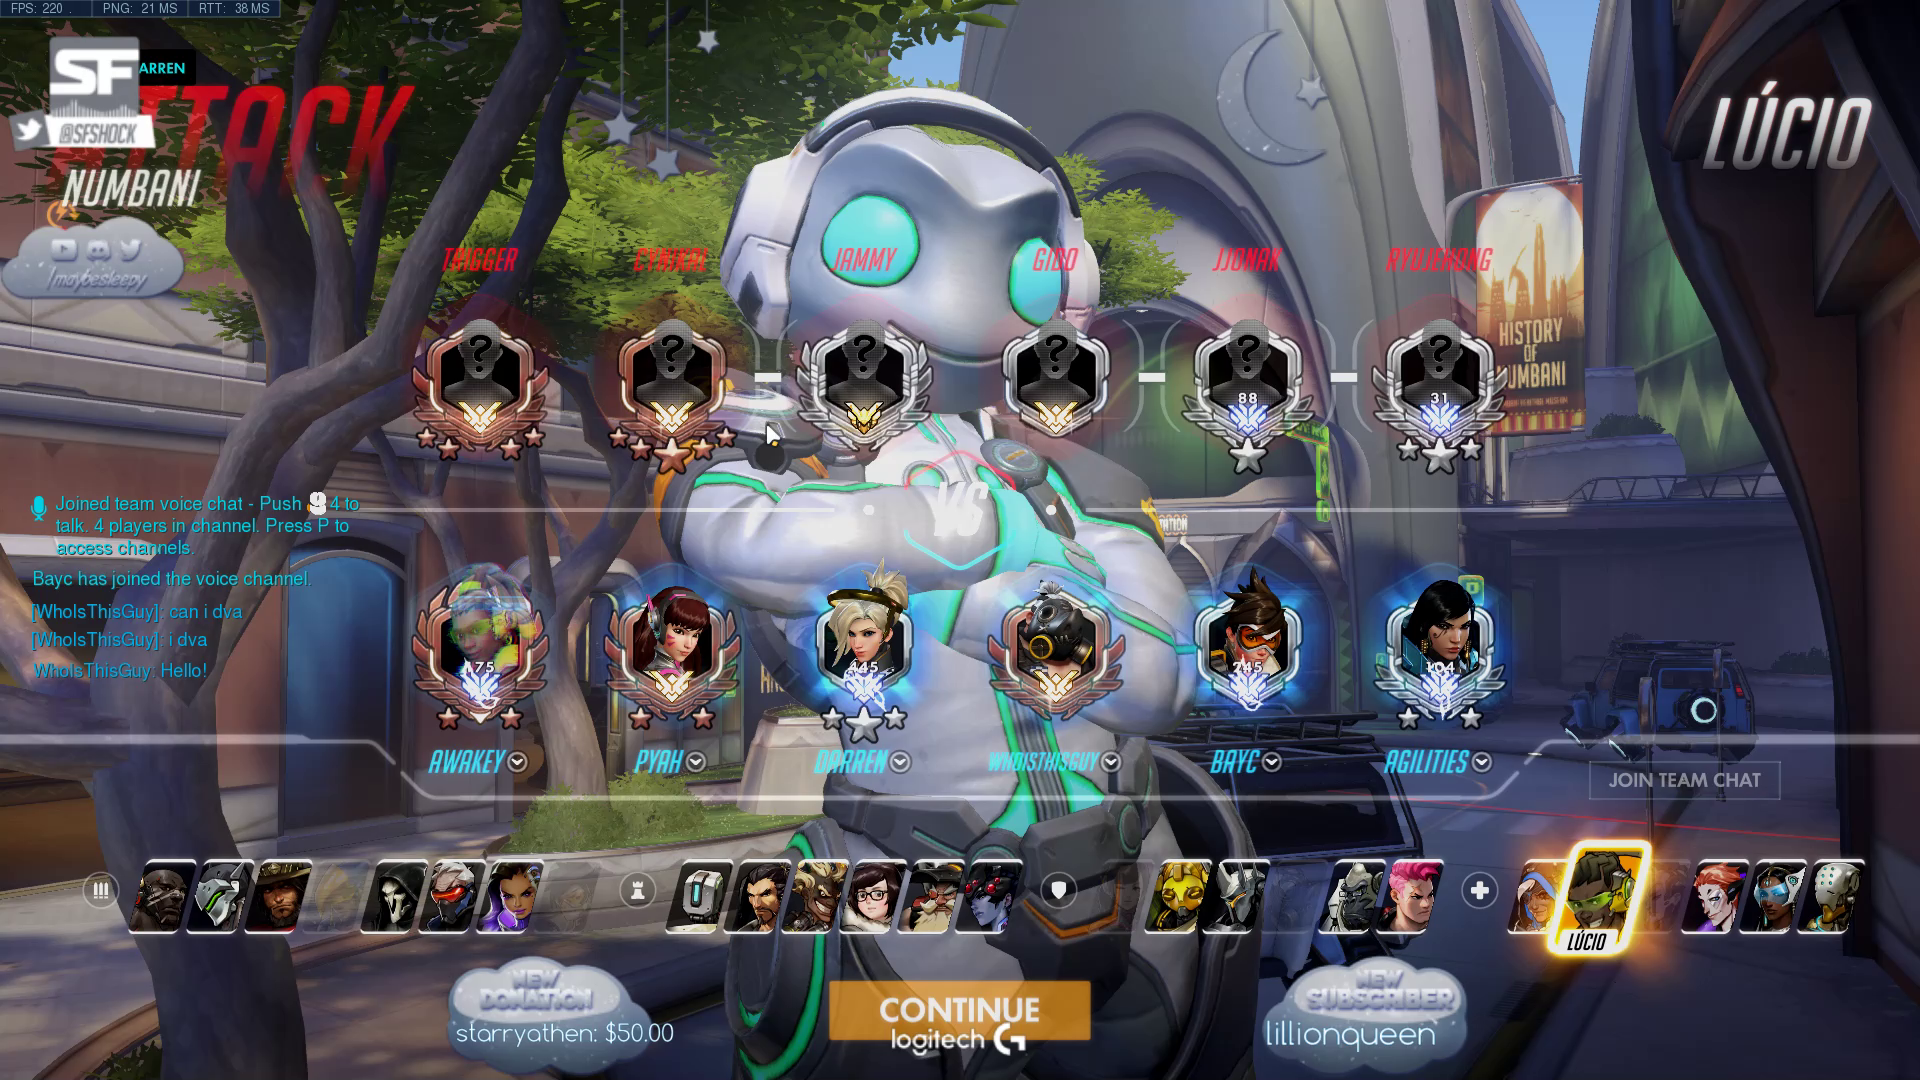 FPS: 220 PNG: 21 MS RTT: 38 MS
SF
ARREN
@SFSHOCK
ATTACK
NUMBANI
/maybesleepy
LÚCIO
TRIGGER CYNIKAL JAMMY GIDO JJONAK RYUJEHONG
HISTORY
OF
NUMBANI
88 31
VS
Joined team voice chat - Push 4 to
talk. 4 players in channel. Press P to
access channels.
Bayc has joined the voice channel.
[WhoIsThisGuy]: can i dva
[WhoIsThisGuy]: i dva
WhoIsThisGuy: Hello!
175 445 745 104
AWAKEY PYAH DARREN WHOISTHISGUY BAYC AGILITIES
JOIN TEAM CHAT
LÚCIO
NEW
DONATION
starryathen: $50.00
CONTINUE
logitech G
NEW
SUBSCRIBER
lillionqueen